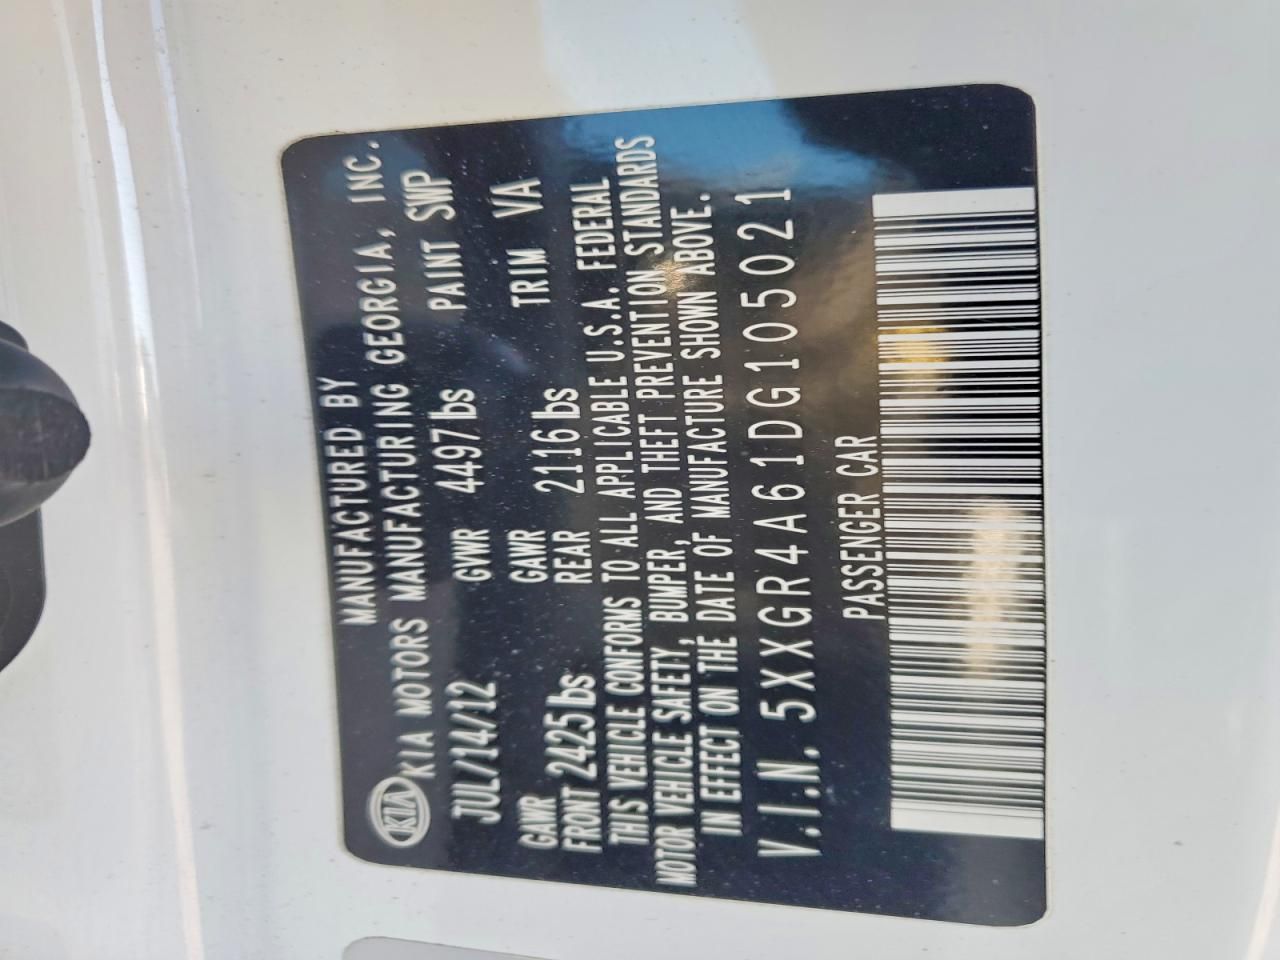 KIA
MANUFACTURED BY
KIA MOTORS MANUFACTURING GEORGIA, INC.
JUL/14/12 GVWR 4497lbs PAINT SWP
GAWR FRONT 2425lbs GAWR REAR 2116lbs TRIM VA
THIS VEHICLE CONFORMS TO ALL APPLICABLE U.S.A. FEDERAL
MOTOR VEHICLE SAFETY, BUMPER, AND THEFT PREVENTION STANDARDS
IN EFFECT ON THE DATE OF MANUFACTURE SHOWN ABOVE.
V.I.N. 5XXGR4A61DG105021
PASSENGER CAR